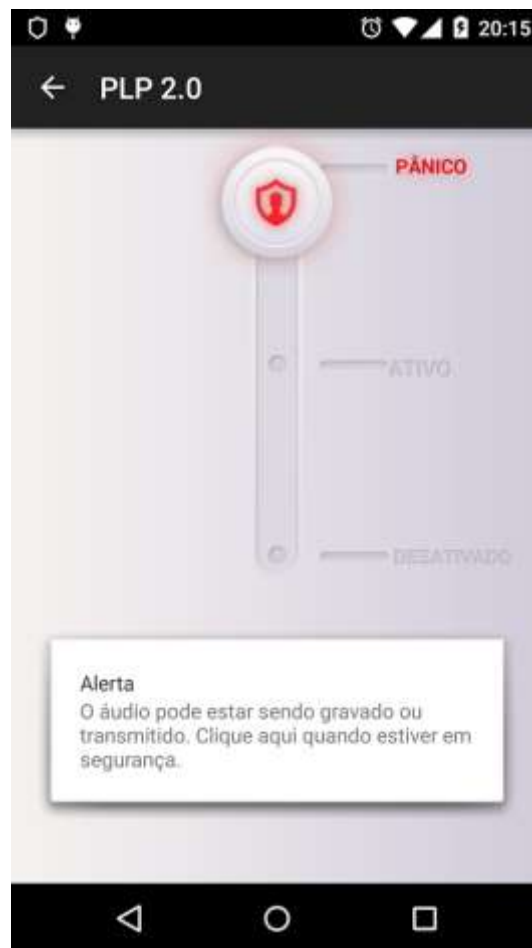 20:15
PLP 2.0
PÂNICO
ATIVO
DESATIVADO
Alerta
O áudio pode estar sendo gravado ou
transmitido. Clique aqui quando estiver em
segurança.